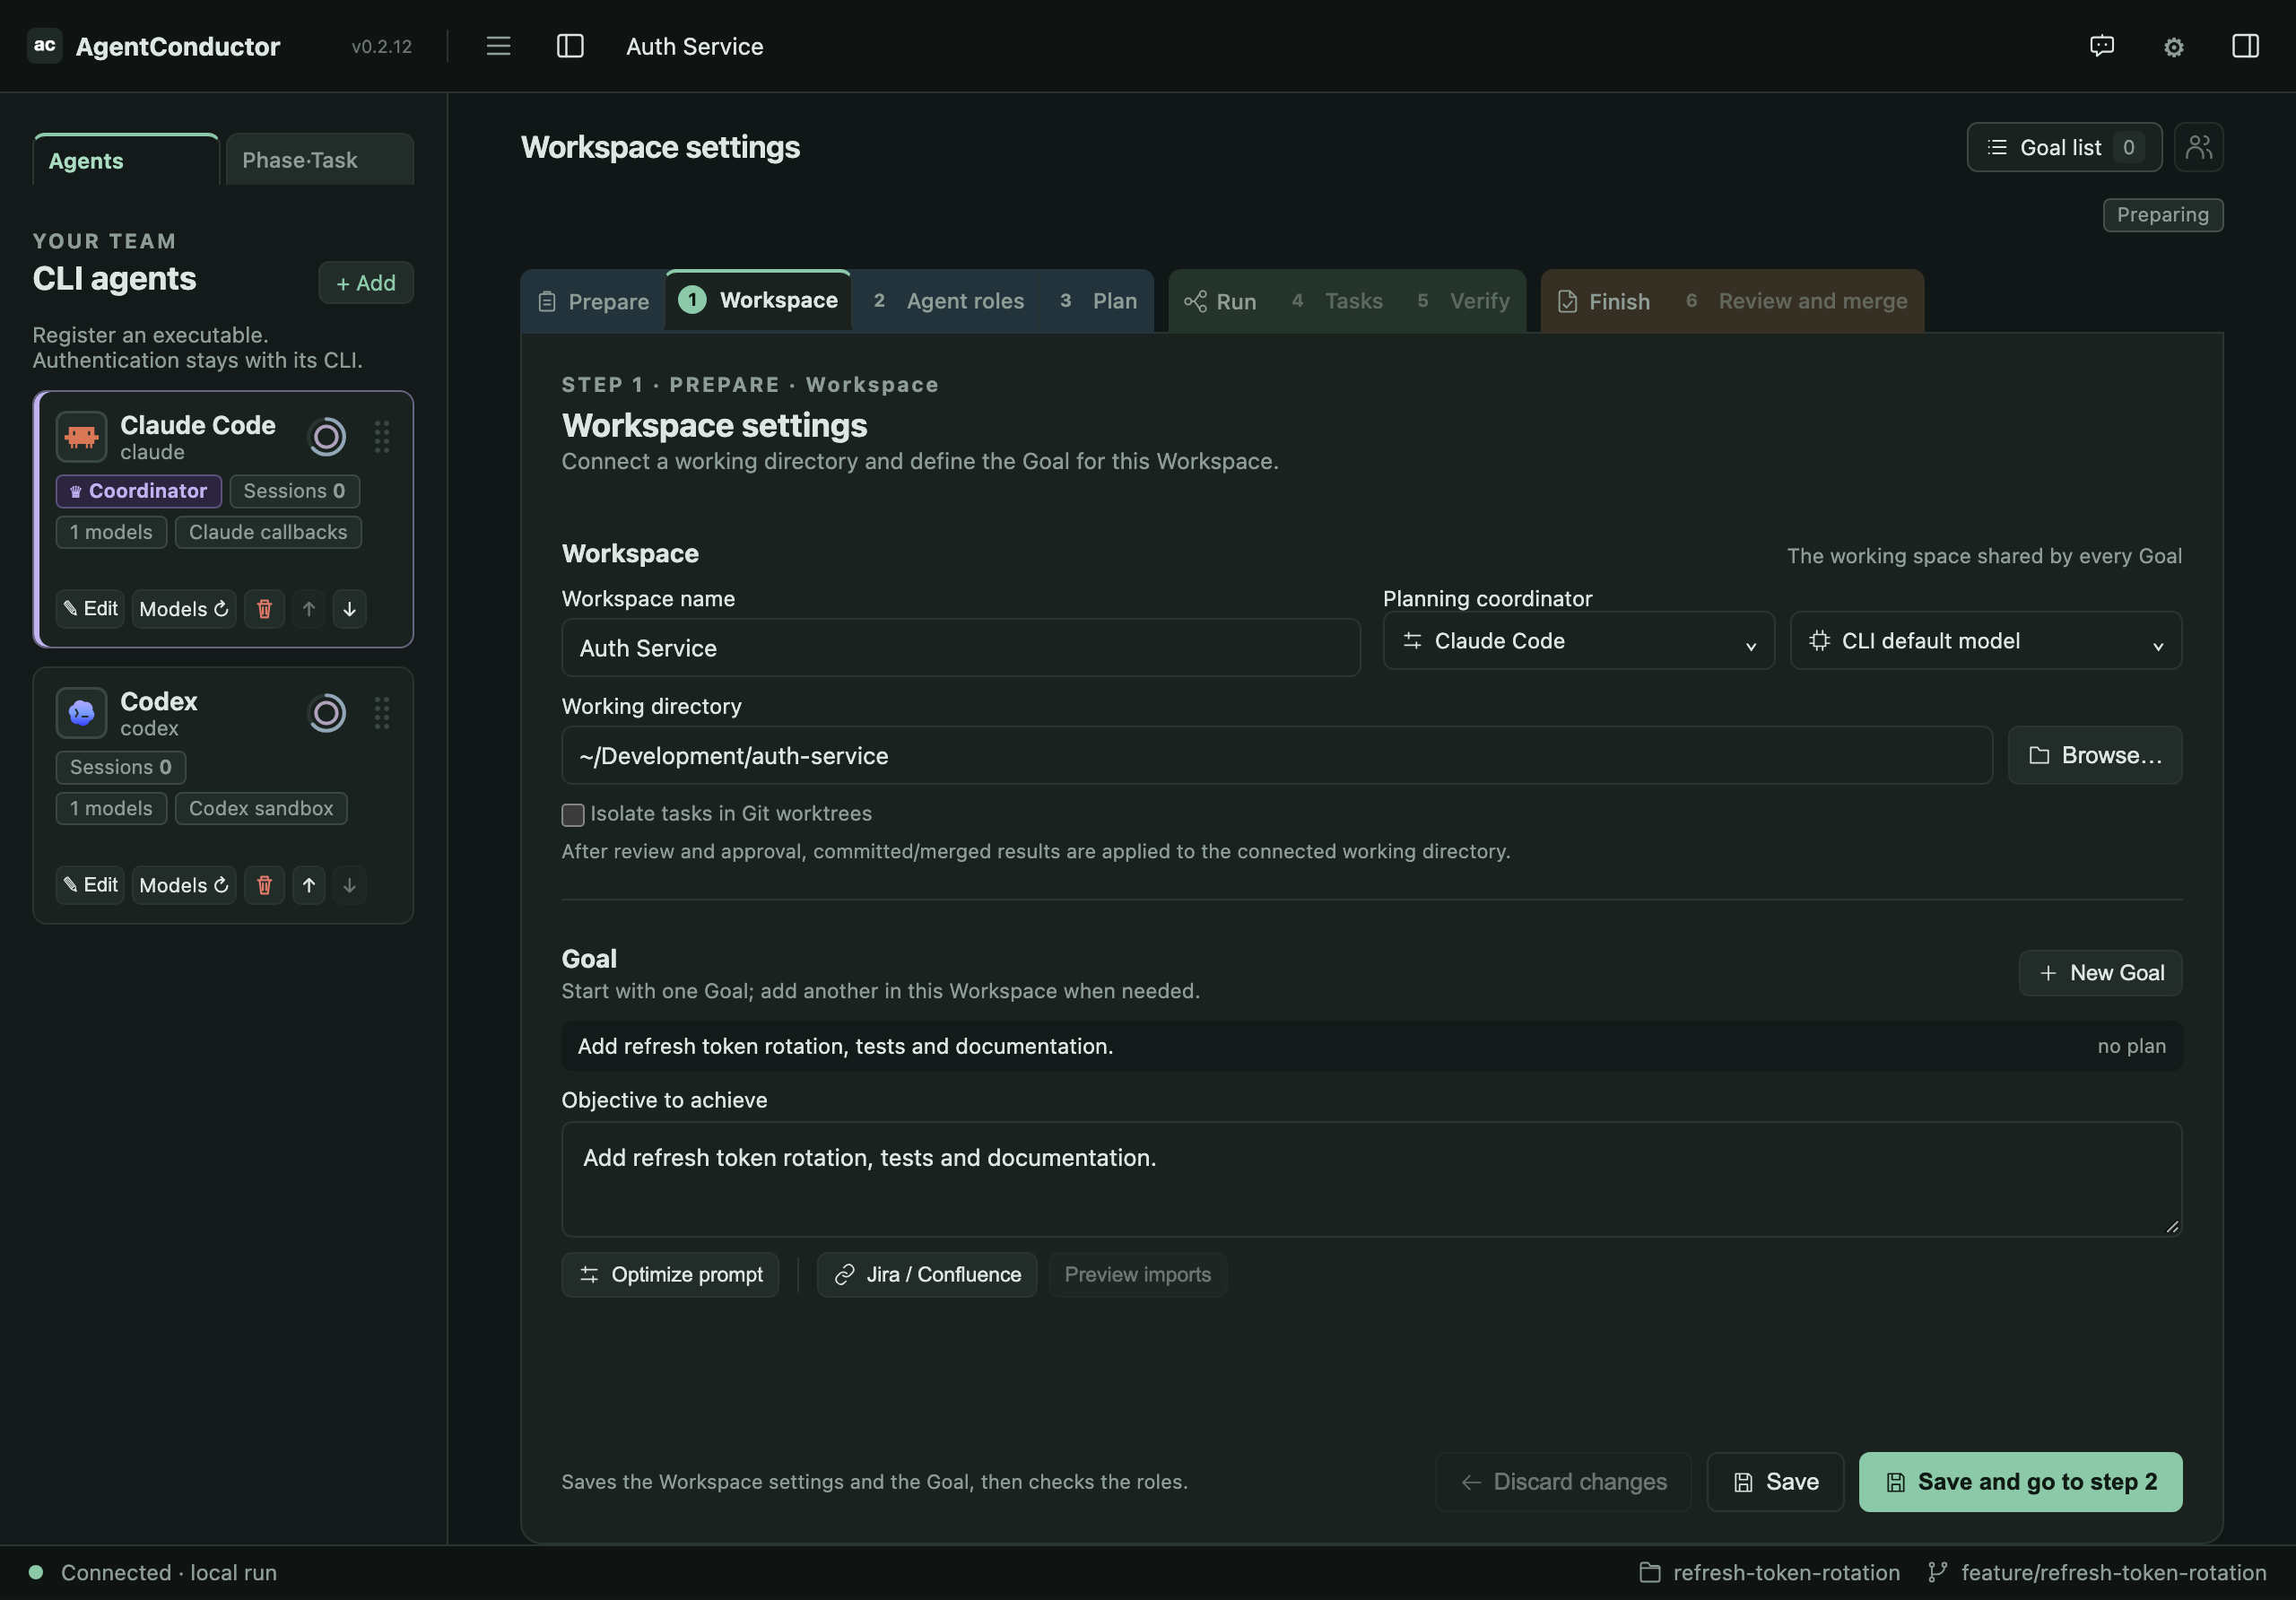 ac AgentConductor v0.2.12 Auth Service
Agents Phase·Task
YOUR TEAM
CLI agents
+ Add
Register an executable.
Authentication stays with its CLI.
Claude Code
claude
♛ Coordinator Sessions 0
1 models Claude callbacks
✎ Edit Models ↻ ↑ ↓
Codex
codex
Sessions 0
1 models Codex sandbox
✎ Edit Models ↻ ↑ ↓
Workspace settings
Goal list 0
Preparing
Prepare 1 Workspace 2 Agent roles 3 Plan Run 4 Tasks 5 Verify Finish 6 Review and merge
STEP 1 · PREPARE · Workspace
Workspace settings
Connect a working directory and define the Goal for this Workspace.
Workspace
The working space shared by every Goal
Workspace name
Planning coordinator
Auth Service
Claude Code
CLI default model
Working directory
~/Development/auth-service
Browse...
Isolate tasks in Git worktrees
After review and approval, committed/merged results are applied to the connected working directory.
Goal
Start with one Goal; add another in this Workspace when needed.
+ New Goal
Add refresh token rotation, tests and documentation.
no plan
Objective to achieve
Add refresh token rotation, tests and documentation.
Optimize prompt Jira / Confluence Preview imports
Saves the Workspace settings and the Goal, then checks the roles.
← Discard changes Save Save and go to step 2
Connected · local run
refresh-token-rotation feature/refresh-token-rotation